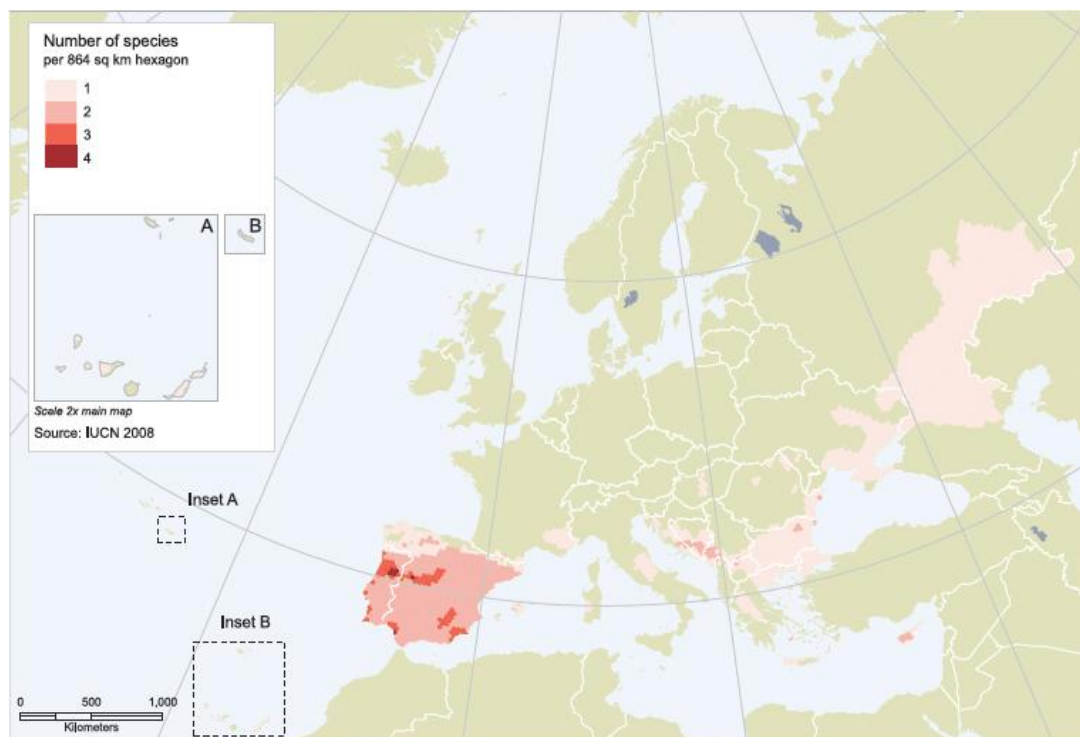 Number of species
per 864 sq km hexagon
1
2
3
4
A
B
Scale 2x main map
Source: IUCN 2008
Inset A
Inset B
0 500 1,000
Kilometers